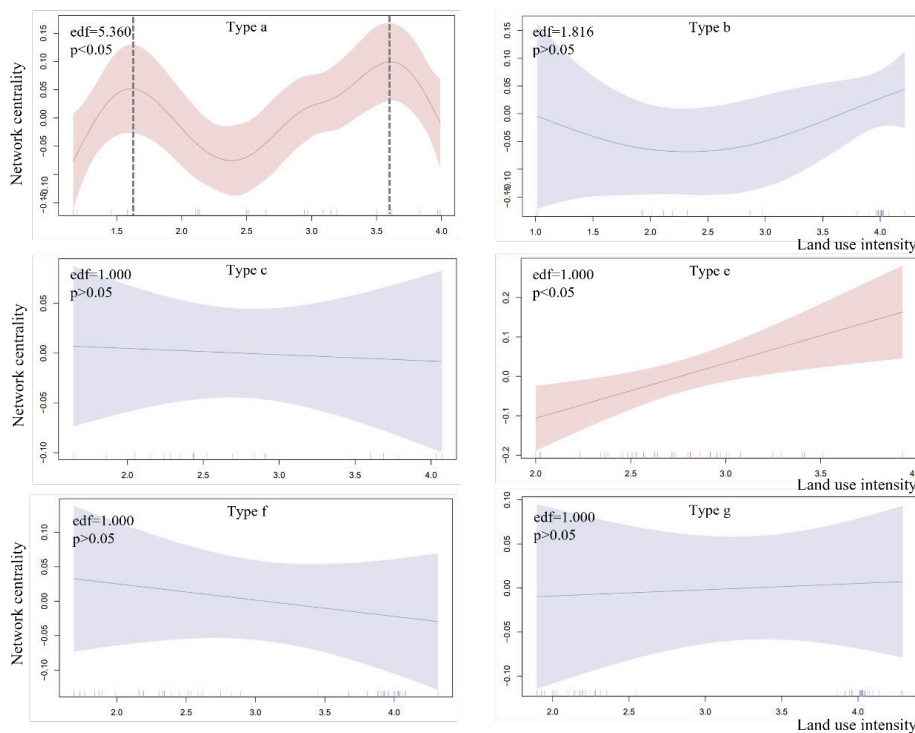 edf=5.360
p<0.05
Type a
Network centrality
0.15
0.10
0.05
0.00
-0.05
1.5 2.0 2.5 3.0 3.5 4.0
edf=1.816
p>0.05
Type b
0.15
0.10
0.05
0.00
-0.05
1.0 1.5 2.0 2.5 3.0 3.5 4.0
Land use intensity
edf=1.000
p>0.05
Type c
Network centrality
0.05
0.00
-0.05
-0.10
2.0 2.5 3.0 3.5 4.0
edf=1.000
p<0.05
Type e
0.2
0.1
0.0
-0.1
-0.2
2.0 2.5 3.0 3.5
Land use intensity
edf=1.000
p>0.05
Type f
Network centrality
0.10
0.05
0.00
-0.05
-0.10
2.0 2.5 3.0 3.5 4.0
edf=1.000
p>0.05
Type g
0.10
0.05
0.00
-0.05
-0.10
2.0 2.5 3.0 3.5 4.0
Land use intensity